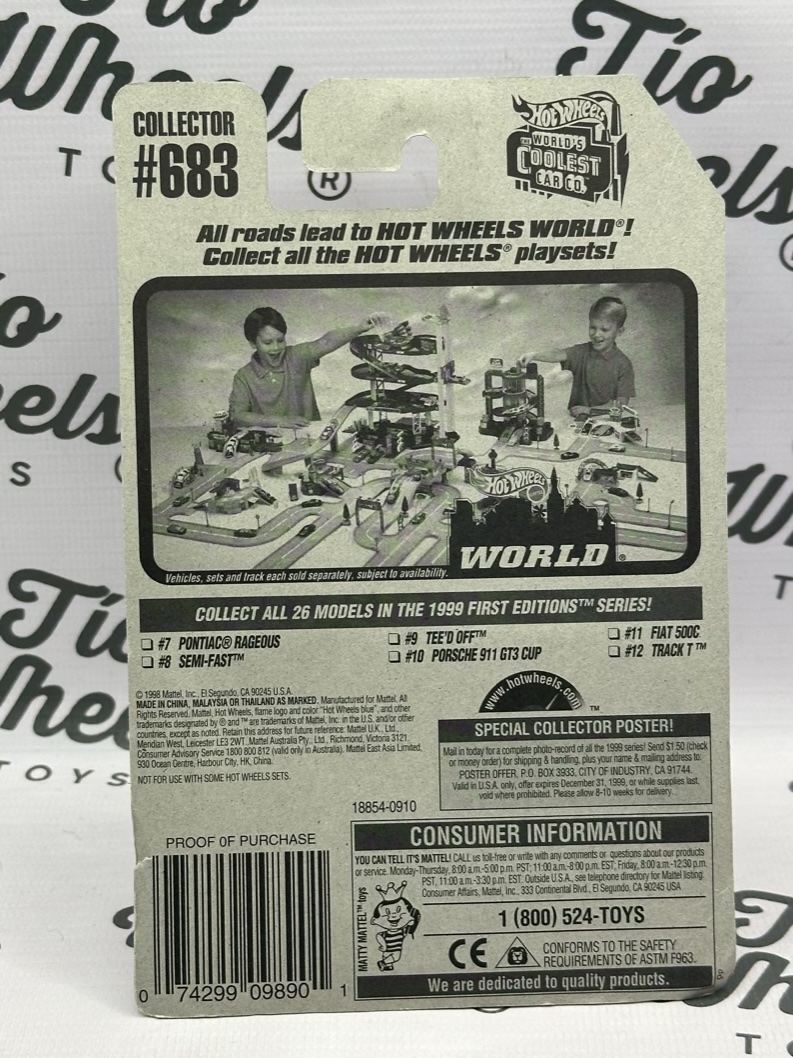 Tío
Wheels
TOYS
®
COLLECTOR
#683
HOT WHEELS
THE WORLD'S
COOLEST
CAR CO.
All roads lead to HOT WHEELS WORLD®!
Collect all the HOT WHEELS® playsets!
HOT WHEELS
WORLD®
Vehicles, sets and track each sold separately, subject to availability.
COLLECT ALL 26 MODELS IN THE 1999 FIRST EDITIONS™ SERIES!
#7 PONTIAC® RAGEOUS
#8 SEMI-FAST™
#9 TEE'D OFF™
#10 PORSCHE 911 GT3 CUP
#11 FIAT 500C
#12 TRACK T™
© 1998 Mattel, Inc., El Segundo, CA 90245 U.S.A.
MADE IN CHINA, MALAYSIA OR THAILAND AS MARKED. Manufactured for Mattel. All
Rights Reserved. Mattel, Hot Wheels, flame logo and color "Hot Wheels blue", and other
trademarks designated by ® and ™ are trademarks of Mattel, Inc. in the U.S. and/or other
countries, except as noted. Retain this address for future reference: Mattel U.K., Ltd.,
Meridian West, Leicester LE3 2WT. Mattel Australia Pty., Ltd., Richmond, Victoria 3121.
Consumer Advisory Service 1800 800 812 (valid only in Australia). Mattel East Asia Limited,
930 Ocean Centre, Harbour City, HK, China.
NOT FOR USE WITH SOME HOT WHEELS SETS.
18854-0910
www.hotwheels.com ™
SPECIAL COLLECTOR POSTER!
Mail in today for a complete photo-record of all the 1999 series! Send $1.50 (check
or money order) for shipping & handling, plus your name & mailing address to:
POSTER OFFER, P.O. BOX 3933, CITY OF INDUSTRY, CA 91744.
Valid in U.S.A. only, offer expires December 31, 1999, or while supplies last,
void where prohibited. Please allow 8-10 weeks for delivery.
PROOF OF PURCHASE
0 74299 09890 1
CONSUMER INFORMATION
YOU CAN TELL IT'S MATTEL! CALL us toll-free or write with any comments or questions about our products
or service. Monday-Thursday, 8:00 a.m.-5:00 p.m. PST; 11:00 a.m.-8:00 p.m. EST; Friday, 8:00 a.m.-12:30 p.m.
PST, 11:00 a.m.-3:30 p.m. EST. Outside U.S.A., see telephone directory for Mattel listing.
Consumer Affairs, Mattel, Inc., 333 Continental Blvd., El Segundo, CA 90245 USA
MATTY MATTEL™ toys
1 (800) 524-TOYS
CE
CONFORMS TO THE SAFETY
REQUIREMENTS OF ASTM F963.
We are dedicated to quality products.